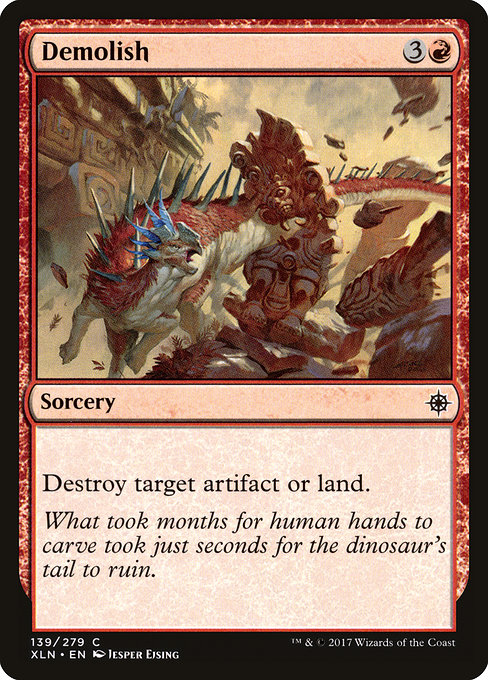 Demolish 3
Sorcery
Destroy target artifact or land.
What took months for human hands to
carve took just seconds for the dinosaur's
tail to ruin.
139/279 C
XLN • EN Jesper Ejsing
™ & © 2017 Wizards of the Coast